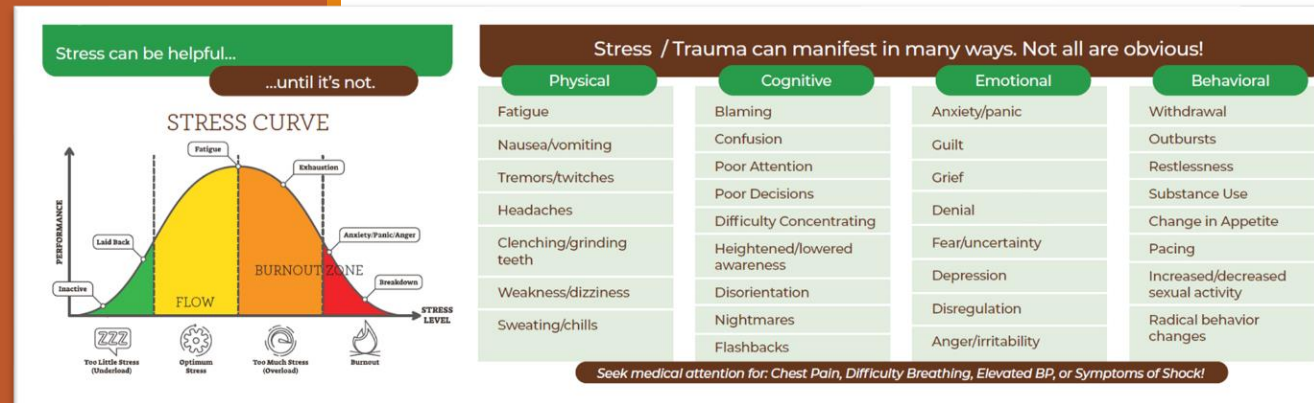 Stress can be helpful...
...until it's not.
STRESS CURVE
PERFORMANCE
Inactive
Laid Back
Fatigue
Exhaustion
Anxiety/Panic/Anger
Breakdown
FLOW
BURNOUT ZONE
STRESS
LEVEL
Too Little Stress
(Underload)
Optimum
Stress
Too Much Stress
(Overload)
Burnout
ZZZ
Stress / Trauma can manifest in many ways. Not all are obvious!
Physical
Fatigue
Nausea/vomiting
Tremors/twitches
Headaches
Clenching/grinding
teeth
Weakness/dizziness
Sweating/chills
Cognitive
Blaming
Confusion
Poor Attention
Poor Decisions
Difficulty Concentrating
Heightened/lowered
awareness
Disorientation
Nightmares
Flashbacks
Emotional
Anxiety/panic
Guilt
Grief
Denial
Fear/uncertainty
Depression
Disregulation
Anger/irritability
Behavioral
Withdrawal
Outbursts
Restlessness
Substance Use
Change in Appetite
Pacing
Increased/decreased
sexual activity
Radical behavior
changes
Seek medical attention for: Chest Pain, Difficulty Breathing, Elevated BP, or Symptoms of Shock!